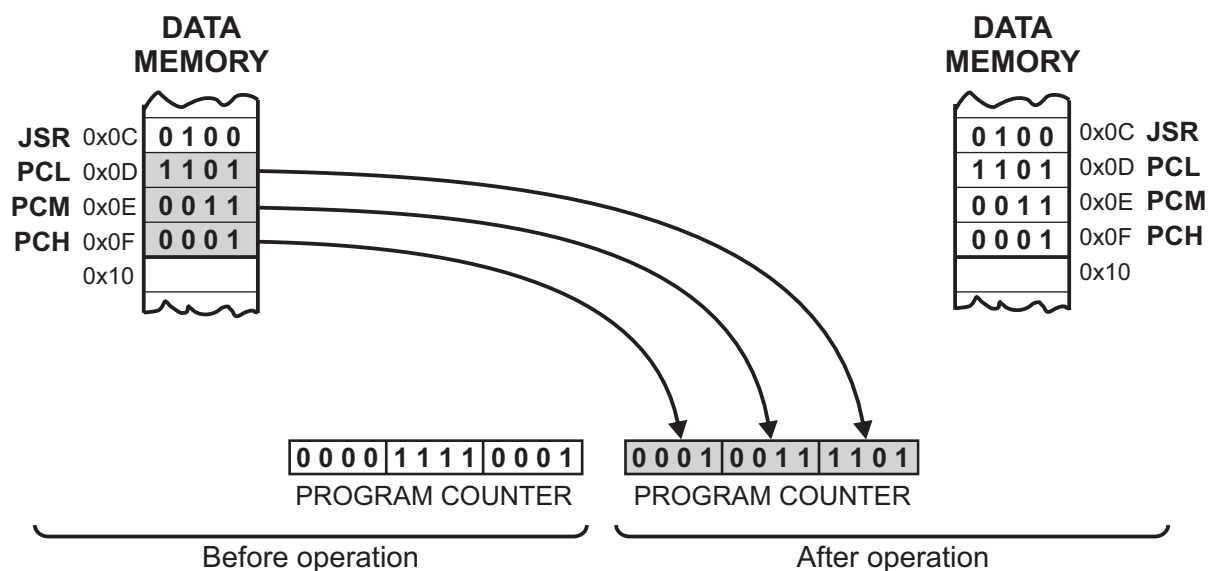 DATA
MEMORY
JSR 0x0C 0 1 0 0
PCL 0x0D 1 1 0 1
PCM 0x0E 0 0 1 1
PCH 0x0F 0 0 0 1
0x10
DATA
MEMORY
0 1 0 0 0x0C JSR
1 1 0 1 0x0D PCL
0 0 1 1 0x0E PCM
0 0 0 1 0x0F PCH
0x10
0 0 0 0 1 1 1 1 0 0 0 1
PROGRAM COUNTER
0 0 0 1 0 0 1 1 1 1 0 1
PROGRAM COUNTER
Before operation
After operation